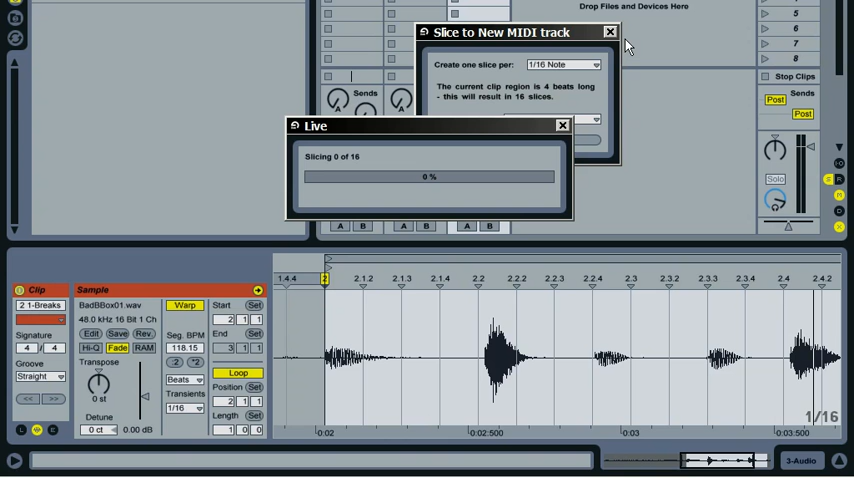 Drop Files and Devices Here
5
6
7
8
Slice to New MIDI track
Create one slice per: 1/16 Note
The current clip region is 4 beats long
- this will result in 16 slices.
Stop Clips
Sends
Sends
Post
Post
A
A
Solo
S
R
D
X
Live
Slicing 0 of 16
0 %
A B
A B
A B
Clip
2 1-Breaks
Signature
4 / 4
Groove
Straight
<< >>
L
E
Sample
BadBBox01.wav
48.0 kHz 16 Bit 1 Ch
Edit Save Rev.
Hi-Q Fade RAM
Transpose
0 st
Detune
0 ct 0.00 dB
Warp
Seg. BPM
118.15
:2 *2
Beats
Transients
1/16
Start Set
2 1 1
End Set
3 1 1
Loop
Position Set
2 1 1
Length Set
1 0 0
1.4.4 2 2.1.2 2.1.3 2.1.4 2.2 2.2.2 2.2.3 2.2.4 2.3 2.3.2 2.3.3 2.3.4 2.4 2.4.2
1/16
0:02 0:02:500 0:03 0:03:500
3-Audio